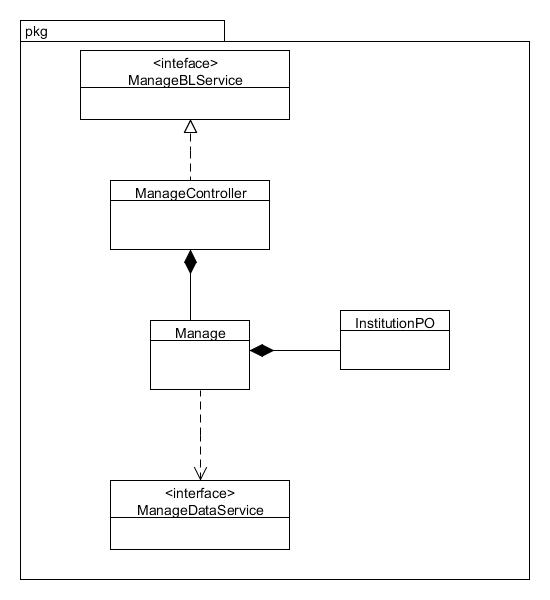 pkg
<inteface>
ManageBLService
ManageController
Manage
InstitutionPO
<interface>
ManageDataService